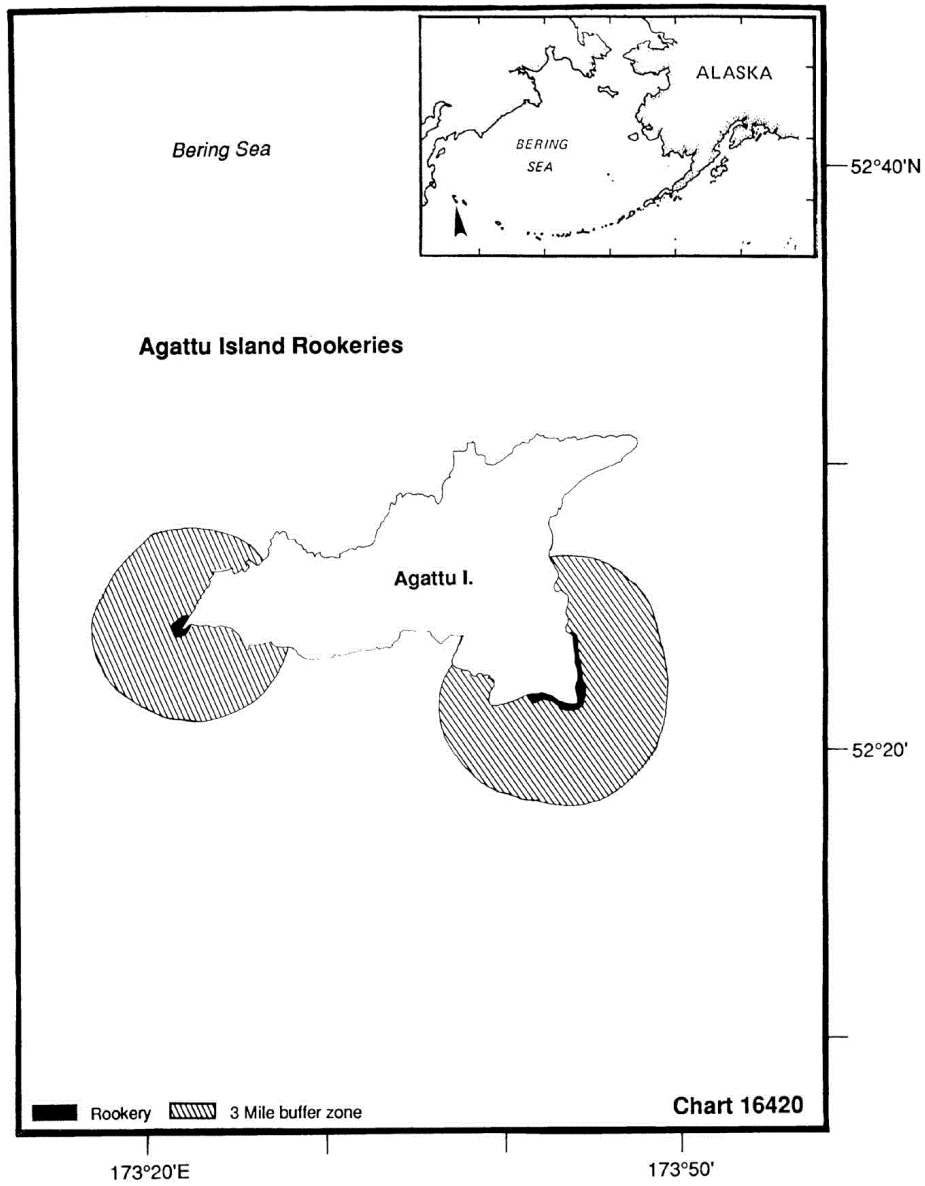 ALASKA
BERING
SEA
Bering Sea
52°40'N
Agattu Island Rookeries
Agattu I.
52°20'
Rookery
3 Mile buffer zone
Chart 16420
173°20'E
173°50'